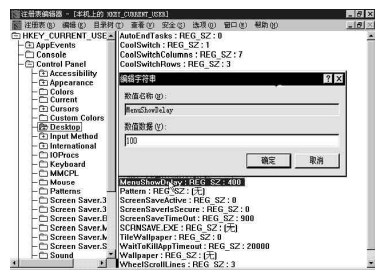 注册表编辑器 - [本机上的 HKEY_CURRENT_USER]
注册表(R) 编辑(E) 目录树(T) 查看(V) 安全(S) 选项(O) 窗口(W) 帮助(H)
HKEY_CURRENT_USE
AppEvents
Console
Control Panel
Accessibility
Appearance
Colors
Current
Cursors
Custom Colors
Desktop
Input Method
International
IOProcs
Keyboard
MMCPL
Mouse
Patterns
Screen Saver.3
Screen Saver.3
Screen Saver.B
Screen Saver.M
Screen Saver.M
Screen Saver.S
Sound
AutoEndTasks : REG_SZ : 0
CoolSwitch : REG_SZ : 1
CoolSwitchColumns : REG_SZ : 7
CoolSwitchRows : REG_SZ : 3
编辑字符串
数值名称(N):
MenuShowDelay
数值数据(V):
100
确定
取消
MenuShowDelay : REG_SZ : 400
Pattern : REG_SZ : (无)
ScreenSaveActive : REG_SZ : 0
ScreenSaverIsSecure : REG_SZ : 0
ScreenSaveTimeOut : REG_SZ : 900
SCRNSAVE.EXE : REG_SZ : (无)
TileWallpaper : REG_SZ : 0
WaitToKillAppTimeout : REG_SZ : 20000
Wallpaper : REG_SZ : (无)
WheelScrollLines : REG_SZ : 3